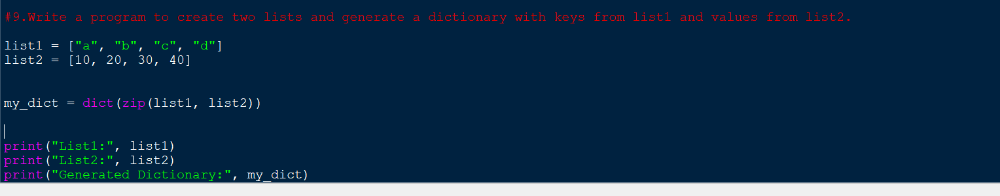 #9.Write a program to create two lists and generate a dictionary with keys from list1 and values from list2.
list1 = ["a", "b", "c", "d"]
list2 = [10, 20, 30, 40]
my_dict = dict(zip(list1, list2))
print("List1:", list1)
print("List2:", list2)
print("Generated Dictionary:", my_dict)